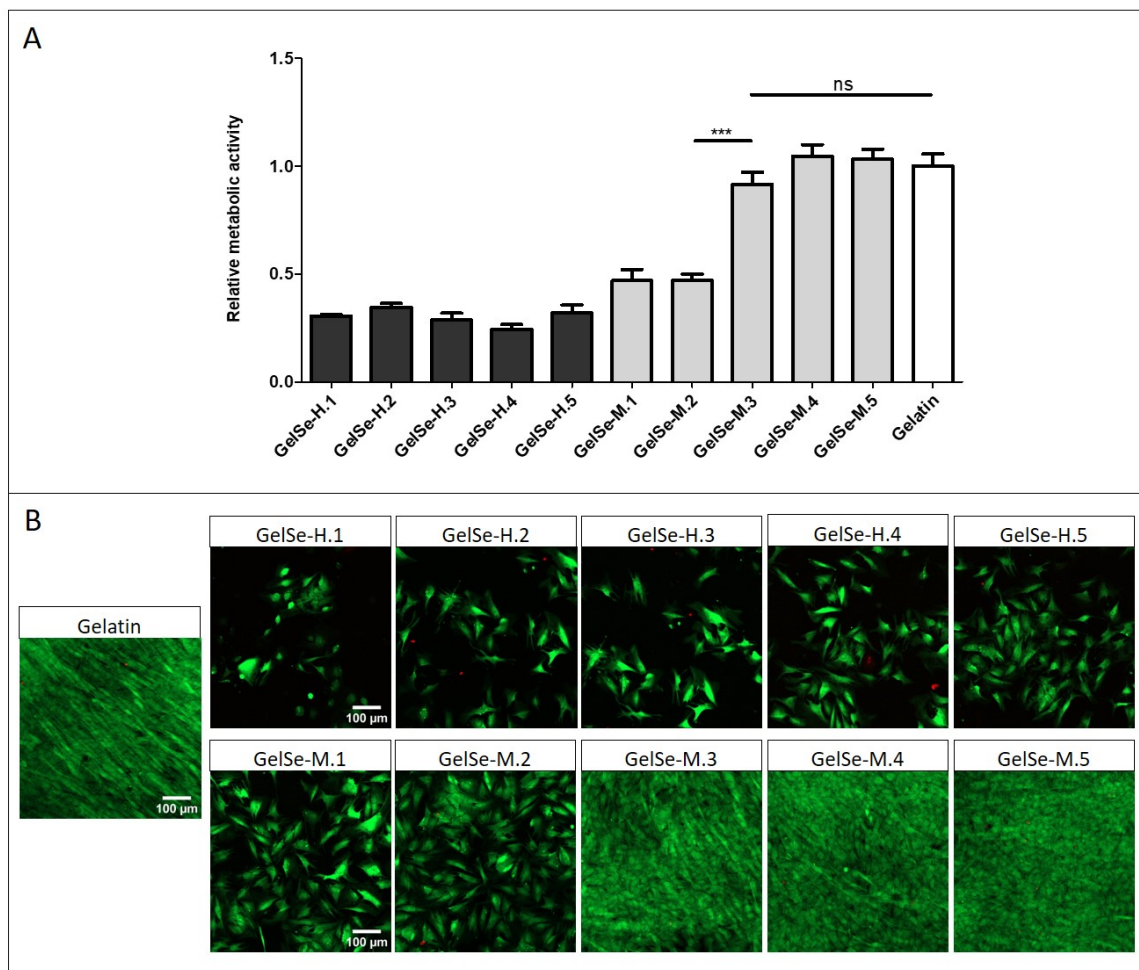 A
Relative metabolic activity
1.5
1.0
0.5
0.0
***
ns
GelSe-H.1
GelSe-H.2
GelSe-H.3
GelSe-H.4
GelSe-H.5
GelSe-M.1
GelSe-M.2
GelSe-M.3
GelSe-M.4
GelSe-M.5
Gelatin
B
Gelatin
100 µm
GelSe-H.1
GelSe-H.2
GelSe-H.3
GelSe-H.4
GelSe-H.5
100 µm
GelSe-M.1
GelSe-M.2
GelSe-M.3
GelSe-M.4
GelSe-M.5
100 µm